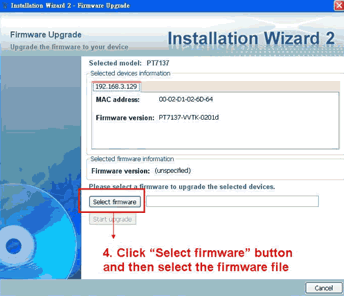 Installation Wizard 2 - Firmware Upgrade
Firmware Upgrade
Upgrade the firmware to your device
Installation Wizard 2
Selected model: PT7137
Selected devices information
192.168.3.129
MAC address: 00-02-D1-02-6D-64
Firmware version: PT7137-VVTK-0201d
Selected firmware information
Firmware version: (unspecified)
Please select a firmware to upgrade the selected devices.
Select firmware
Start upgrade
4. Click “Select firmware” button
and then select the firmware file
Cancel